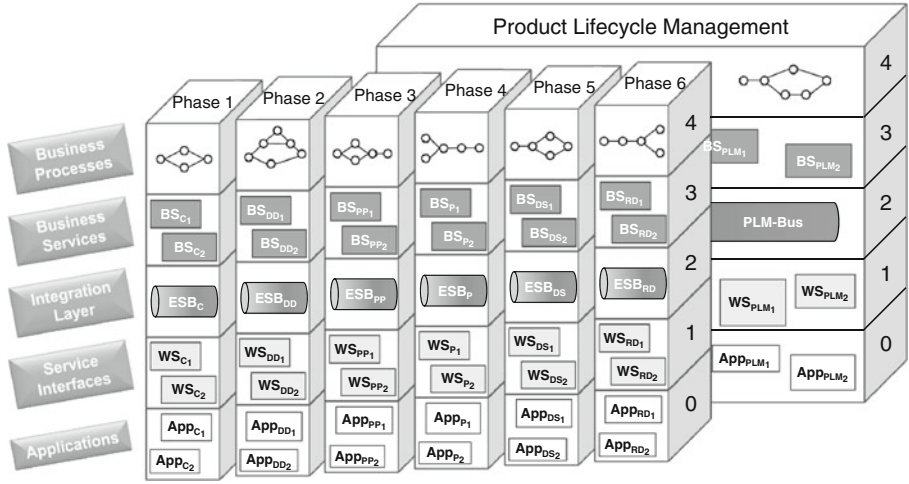 Product Lifecycle Management
Phase 1
Phase 2
Phase 3
Phase 4
Phase 5
Phase 6
4
4
Business
Processes
3
BSPLM1
BSPLM2
Business
Services
BSC1
BSC2
BSDD1
BSDD2
BSPP1
BSPP2
BSP1
BSP2
BSDS1
BSDS2
BSRD1
BSRD2
3
PLM-Bus
2
Integration
Layer
ESBC
ESBDD
ESBPP
ESBP
ESBDS
ESBRD
2
WSPLM1
WSPLM2
1
Service
Interfaces
WSC1
WSC2
WSDD1
WSDD2
WSPP1
WSPP2
WSP1
WSP2
WSDS1
WSDS2
WSRD1
WSRD2
1
AppPLM1
AppPLM2
0
Applications
AppC1
AppC2
AppDD1
AppDD2
AppPP1
AppPP2
AppP1
AppP2
AppDS1
AppDS2
AppRD1
AppRD2
0